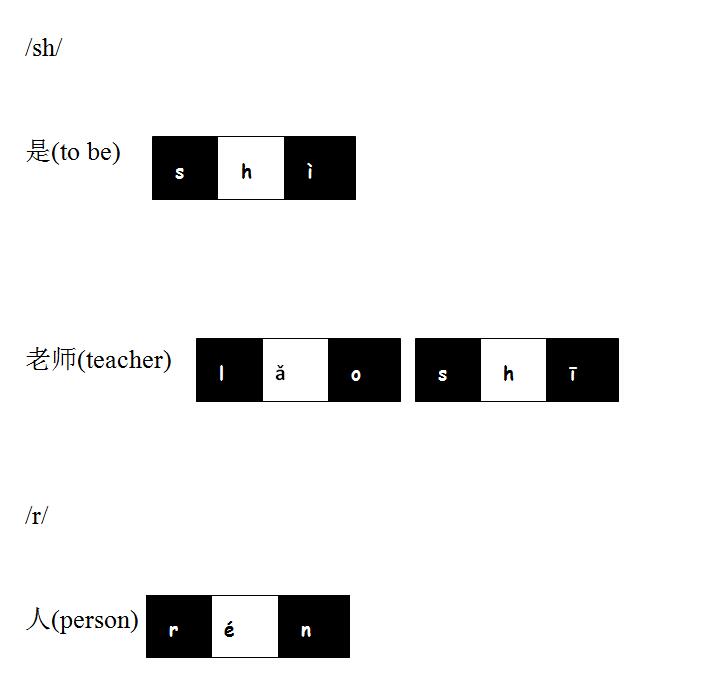 /sh/
是(to be) s h ì
老师(teacher) l ǎ o s h ī
/r/
人(person) r é n